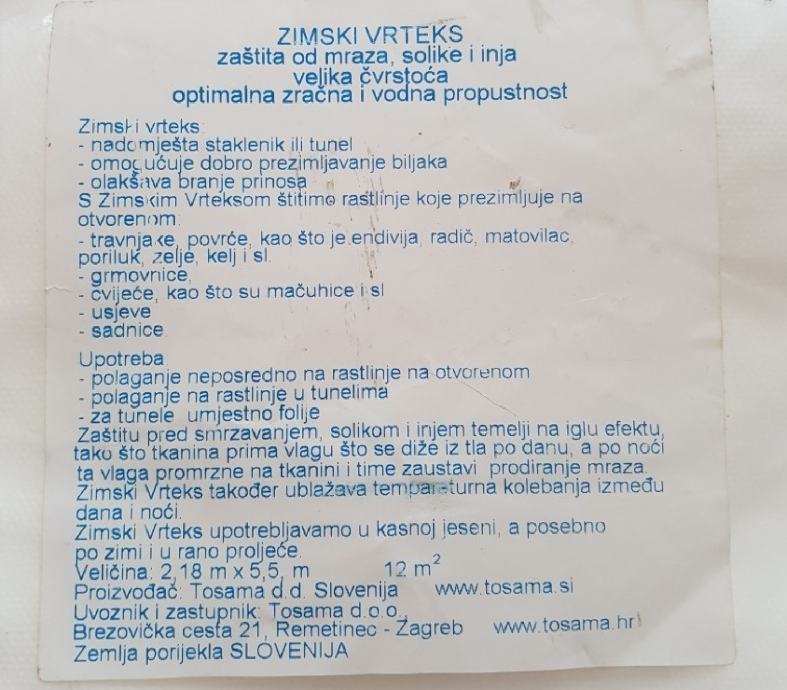 ZIMSKI VRTEKS
zaštita od mraza, solike i inja
velika čvrstoća
optimalna zračna i vodna propustnost
Zimski vrteks:
- nadomješta staklenik ili tunel
- omogućuje dobro prezimljavanje biljaka
- olakšava branje prinosa
S Zimskim Vrteksom štitimo rastlinje koje prezimljuje na
otvorenom:
- travnjake, povrće, kao što je endivija, radič, matovilac,
poriluk, zelje, kelj i sl.
- grmovnice,
- cvijeće, kao što su mačuhice i sl
- usjeve
- sadnice.
Upotreba
- polaganje neposredno na rastlinje na otvorenom
- polaganje na rastlinje u tunelima
- za tunele umjestno folije
Zaštitu pred smrzavanjem, solikom i injem temelji na iglu efektu,
tako što tkanina prima vlagu što se diže iz tla po danu, a po noći
ta vlaga promrzne na tkanini i time zaustavi prodiranje mraza.
Zimski Vrteks također ublažava temparaturna kolebanja između
dana i noći.
Zimski Vrteks upotrebljavamo u kasnoj jeseni, a posebno
po zimi i u rano proljeće.
Veličina: 2,18 m x 5,5, m 12 m²
Proizvođač: Tosama d.d. Slovenija www.tosama.si
Uvoznik i zastupnik: Tosama d.o.o.,
Brezovička cesta 21, Remetinec - Zagreb www.tosama.hr
Zemlja porijekla SLOVENIJA